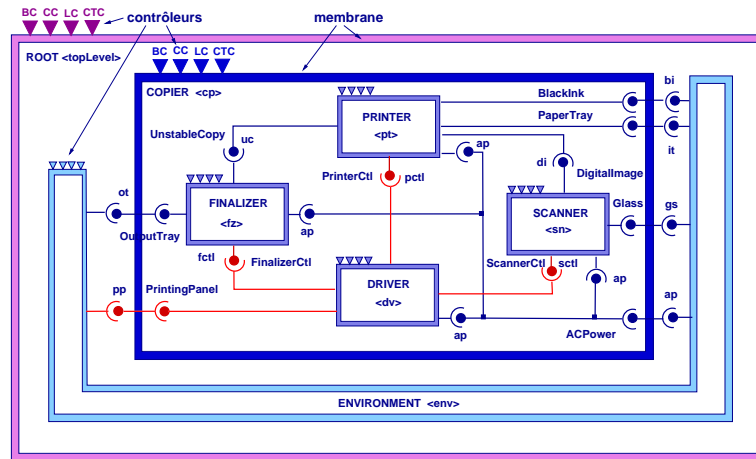 BC CC LC CTC
contrôleurs
membrane
ROOT <topLevel>
BC CC LC CTC
COPIER <cp>
BlackInk
bi
PRINTER
<pt>
PaperTray
it
UnstableCopy
uc
ap
di
DigitalImage
PrinterCtl
pctl
ot
FINALIZER
<fz>
OutputTray
ap
SCANNER
<sn>
Glass
gs
fctl
FinalizerCtl
ScannerCtl
sctl
DRIVER
<dv>
ap
ap
pp
PrintingPanel
ap
ACPower
ENVIRONMENT <env>